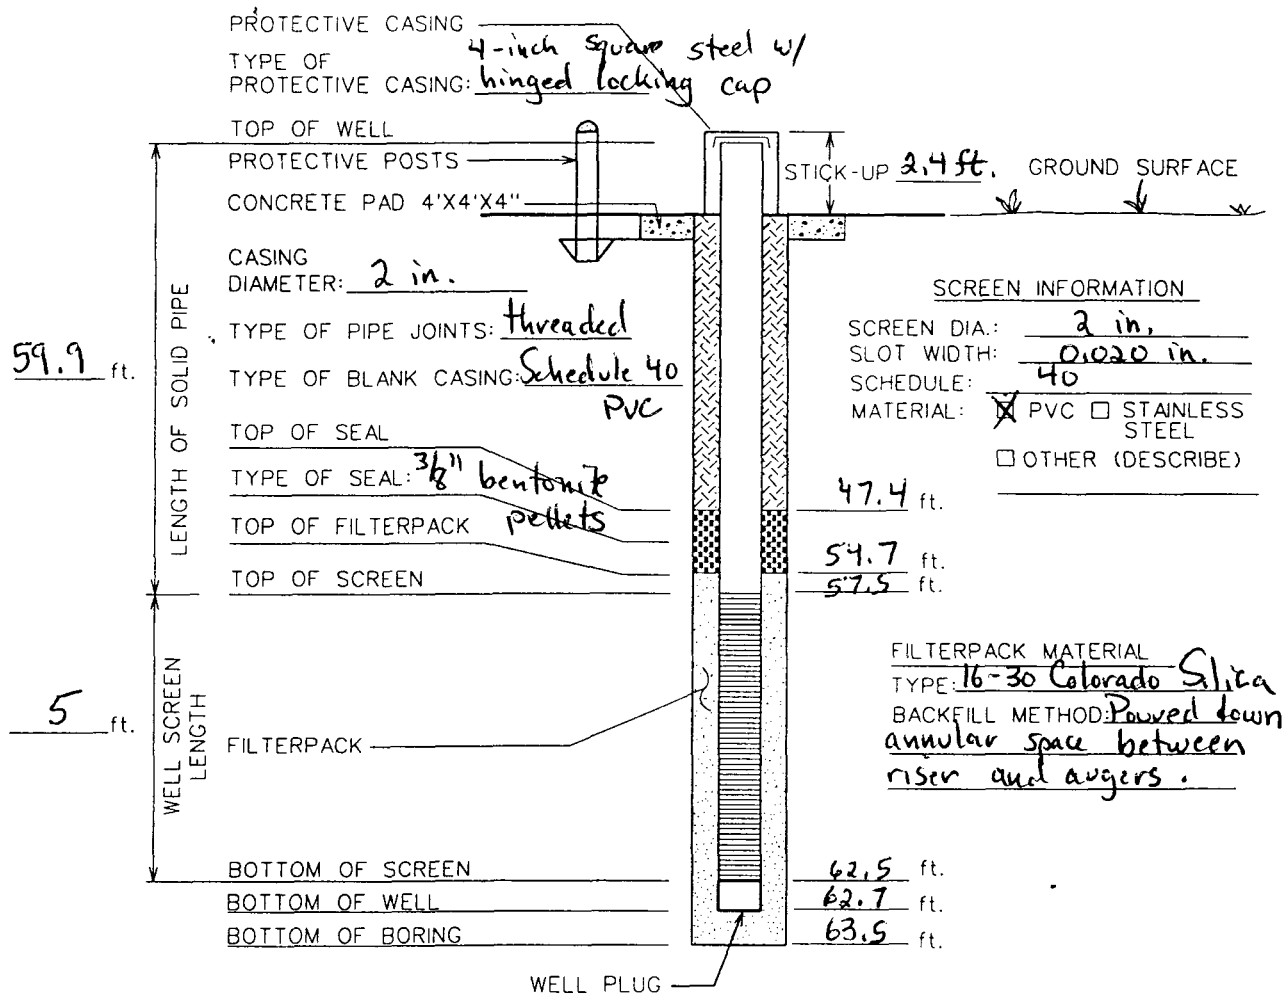 PROTECTIVE CASING
TYPE OF
PROTECTIVE CASING: 4-inch square steel w/
hinged locking cap
TOP OF WELL
PROTECTIVE POSTS
STICK-UP 2.4 ft. GROUND SURFACE
CONCRETE PAD 4'X4'X4"
CASING
DIAMETER: 2 in.
SCREEN INFORMATION
TYPE OF PIPE JOINTS: threaded
SCREEN DIA.: 2 in.
SLOT WIDTH: 0.020 in.
59.9 ft.
LENGTH OF SOLID PIPE
TYPE OF BLANK CASING: Schedule 40
PVC
SCHEDULE: 40
MATERIAL: PVC STAINLESS
STEEL
OTHER (DESCRIBE)
TOP OF SEAL
47.4 ft.
TYPE OF SEAL: 3/8" bentonite
pellets
TOP OF FILTERPACK
54.7 ft.
TOP OF SCREEN
57.5 ft.
FILTERPACK MATERIAL
TYPE: 16-30 Colorado Silica
BACKFILL METHOD: Poured down
annular space between
riser and augers.
5 ft.
WELL SCREEN
LENGTH
FILTERPACK
BOTTOM OF SCREEN
62.5 ft.
BOTTOM OF WELL
62.7 ft.
BOTTOM OF BORING
63.5 ft.
WELL PLUG